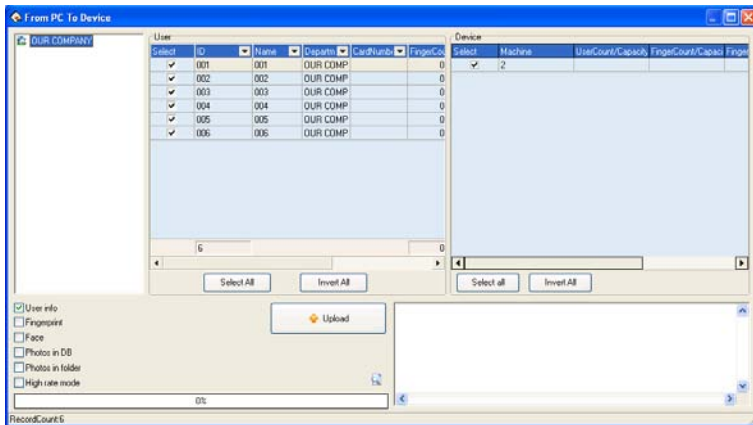 From PC To Device
OUR COMPANY
User
Select ID Name Departm CardNumbe FingerCou
001 001 OUR COMP 0
002 002 OUR COMP 0
003 003 OUR COMP 0
004 004 OUR COMP 0
005 005 OUR COMP 0
006 006 OUR COMP 0
6 0
Select All Invert All
Device
Select Machine UserCount/Capacity FingerCount/Capaci Finger
2
Select all Invert All
User info
Fingerprint
Face
Photos in DB
Photos in folder
High rate mode
Upload
0%
RecordCount:6